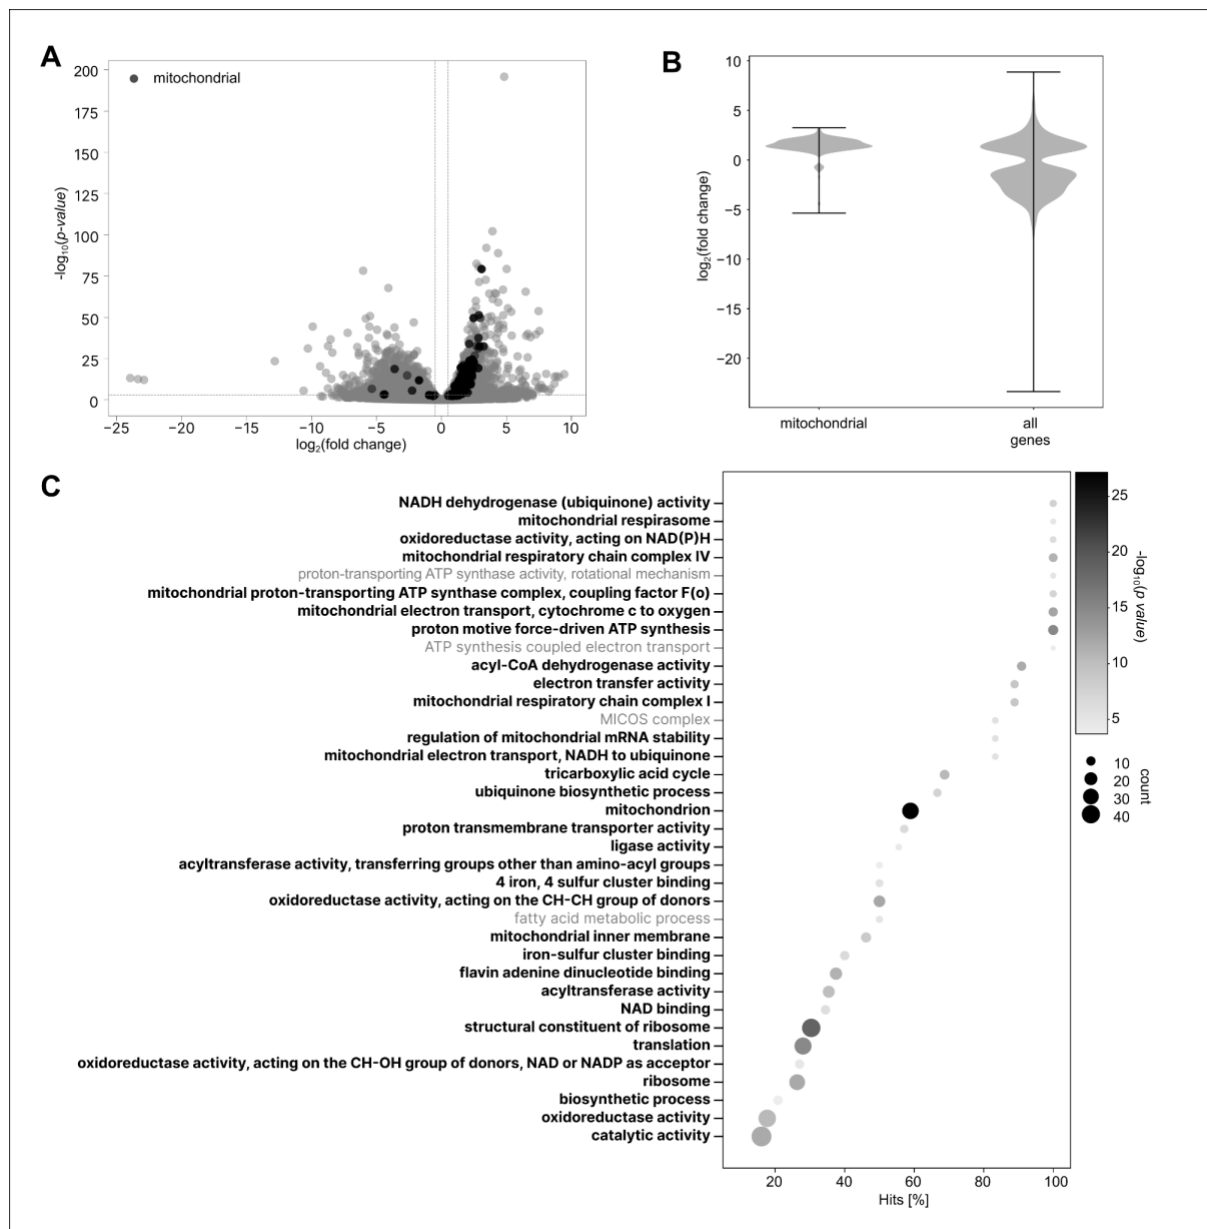 A
mitochondrial
200
175
150
125
100
75
50
25
0
-log10(p-value)
−25
−20
−15
−10
−5
0
5
10
log2(fold change)
B
10
5
0
−5
−10
−15
−20
log2(fold change)
mitochondrial
all
genes
C
NADH dehydrogenase (ubiquinone) activity
mitochondrial respirasome
oxidoreductase activity, acting on NAD(P)H
mitochondrial respiratory chain complex IV
proton-transporting ATP synthase activity, rotational mechanism
mitochondrial proton-transporting ATP synthase complex, coupling factor F(o)
mitochondrial electron transport, cytochrome c to oxygen
proton motive force-driven ATP synthesis
ATP synthesis coupled electron transport
acyl-CoA dehydrogenase activity
electron transfer activity
mitochondrial respiratory chain complex I
MICOS complex
regulation of mitochondrial mRNA stability
mitochondrial electron transport, NADH to ubiquinone
tricarboxylic acid cycle
ubiquinone biosynthetic process
mitochondrion
proton transmembrane transporter activity
ligase activity
acyltransferase activity, transferring groups other than amino-acyl groups
4 iron, 4 sulfur cluster binding
oxidoreductase activity, acting on the CH-CH group of donors
fatty acid metabolic process
mitochondrial inner membrane
iron-sulfur cluster binding
flavin adenine dinucleotide binding
acyltransferase activity
NAD binding
structural constituent of ribosome
translation
oxidoreductase activity, acting on the CH-OH group of donors, NAD or NADP as acceptor
ribosome
biosynthetic process
oxidoreductase activity
catalytic activity
20
40
60
80
100
Hits [%]
25
20
15
10
5
-log10(p value)
10
20
30
40
count